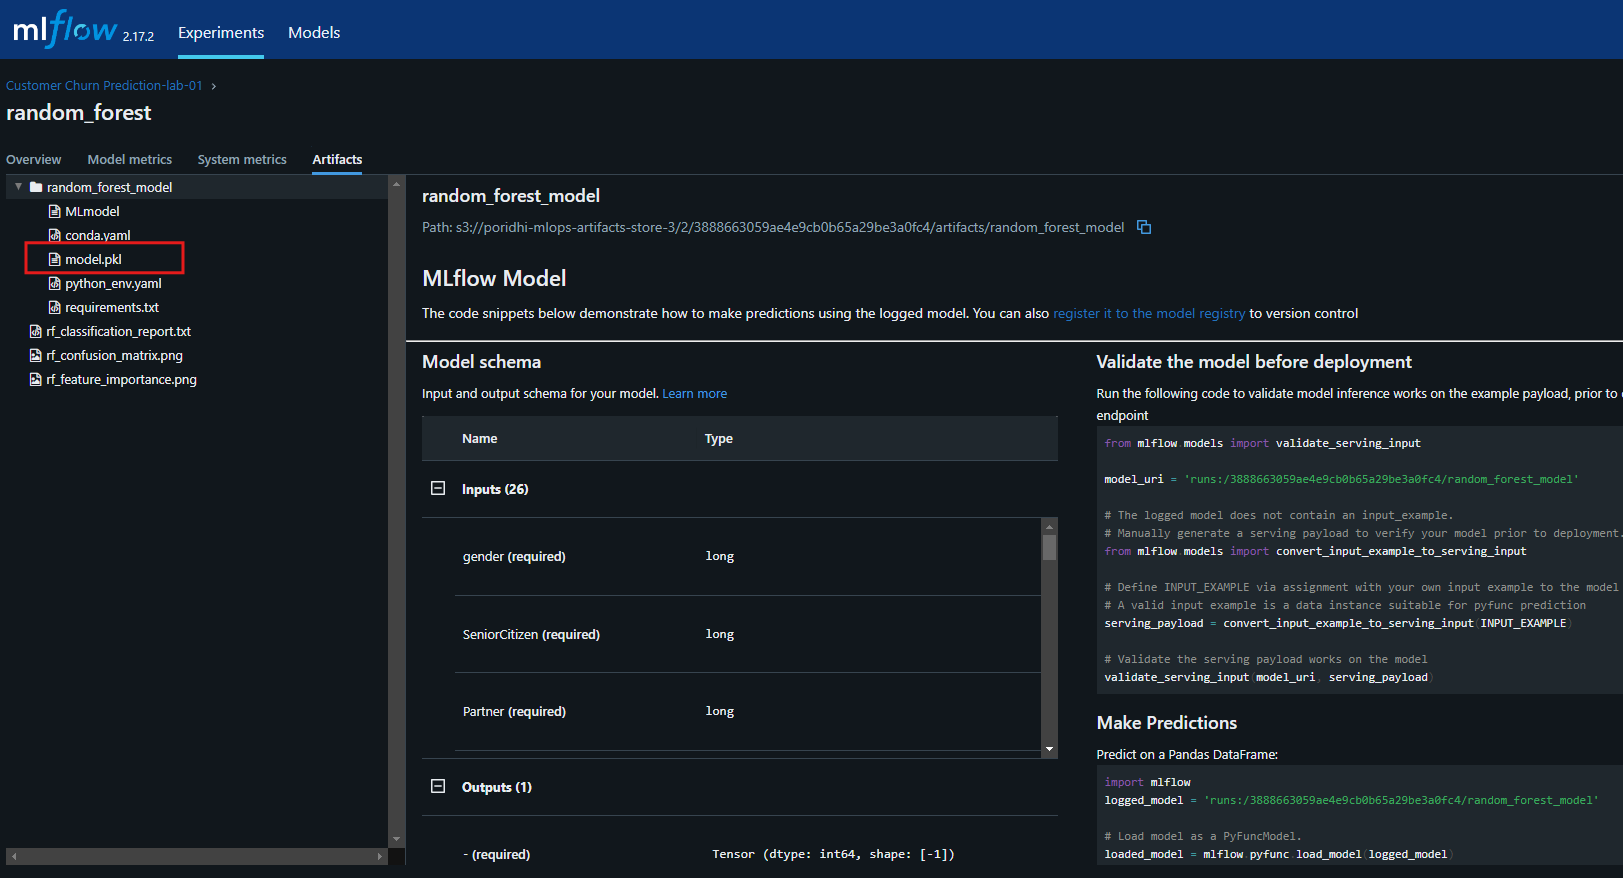 mlflow 2.17.2 Experiments Models
Customer Churn Prediction-lab-01 ›
random_forest
Overview Model metrics System metrics Artifacts
random_forest_model
MLmodel
conda.yaml
model.pkl
python_env.yaml
requirements.txt
rf_classification_report.txt
rf_confusion_matrix.png
rf_feature_importance.png
random_forest_model
Path: s3://poridhi-mlops-artifacts-store-3/2/3888663059ae4e9cb0b65a29be3a0fc4/artifacts/random_forest_model
MLflow Model
The code snippets below demonstrate how to make predictions using the logged model. You can also register it to the model registry to version control
Model schema
Input and output schema for your model. Learn more
Name Type
Inputs (26)
gender (required) long
SeniorCitizen (required) long
Partner (required) long
Outputs (1)
- (required) Tensor (dtype: int64, shape: [-1])
Validate the model before deployment
Run the following code to validate model inference works on the example payload, prior to
endpoint
from mlflow.models import validate_serving_input
model_uri = 'runs:/3888663059ae4e9cb0b65a29be3a0fc4/random_forest_model'
# The logged model does not contain an input_example.
# Manually generate a serving payload to verify your model prior to deployment.
from mlflow.models import convert_input_example_to_serving_input
# Define INPUT_EXAMPLE via assignment with your own input example to the model
# A valid input example is a data instance suitable for pyfunc prediction
serving_payload = convert_input_example_to_serving_input(INPUT_EXAMPLE)
# Validate the serving payload works on the model
validate_serving_input(model_uri, serving_payload)
Make Predictions
Predict on a Pandas DataFrame:
import mlflow
logged_model = 'runs:/3888663059ae4e9cb0b65a29be3a0fc4/random_forest_model'
# Load model as a PyFuncModel.
loaded_model = mlflow.pyfunc.load_model(logged_model)